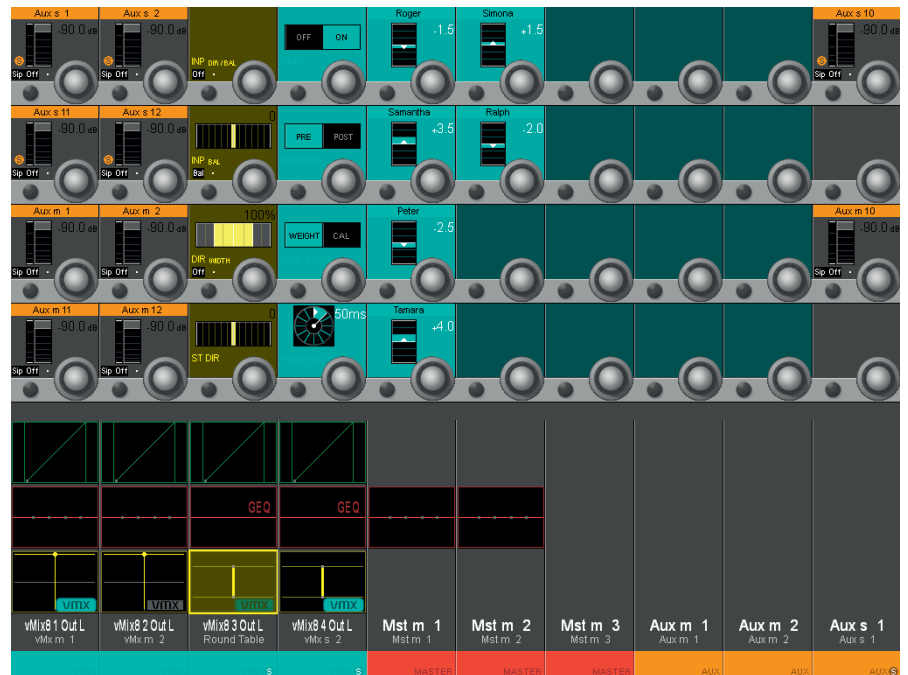 Aux s 1 Aux s 2 Roger Simona Aux s 10
-90.0 dB -90.0 dB OFF ON -1.5 +1.5 -90.0 dB
S INP DIR / BAL S
Sip Off Sip Off Off Sip Off
Aux s 11 Aux s 12 0 Samantha Ralph
-90.0 dB -90.0 dB PRE POST +3.5 -2.0
S INP BAL
Sip Off Sip Off Bal
Aux m 1 Aux m 2 100% Peter Aux m 10
-90.0 dB -90.0 dB WEIGHT CAL -2.5 -90.0 dB
DIR WIDTH
Sip Off Sip Off Off Sip Off
Aux m 11 Aux m 12 0 50ms Tamara
-90.0 dB -90.0 dB +4.0
ST DIR
Sip Off Sip Off
GEQ GEQ
vmx vmx vmx vmx
vMix8 1 Out L vMix8 2 Out L vMix8 3 Out L vMix8 4 Out L Mst m 1 Mst m 2 Mst m 3 Aux m 1 Aux m 2 Aux s 1
vMx m 1 vMx m 2 Round Table vMx s 2 Mst m 1 Mst m 2 Mst m 3 Aux m 1 Aux m 2 Aux s 1
S S MASTER MASTER MASTER AUX AUX AUX S